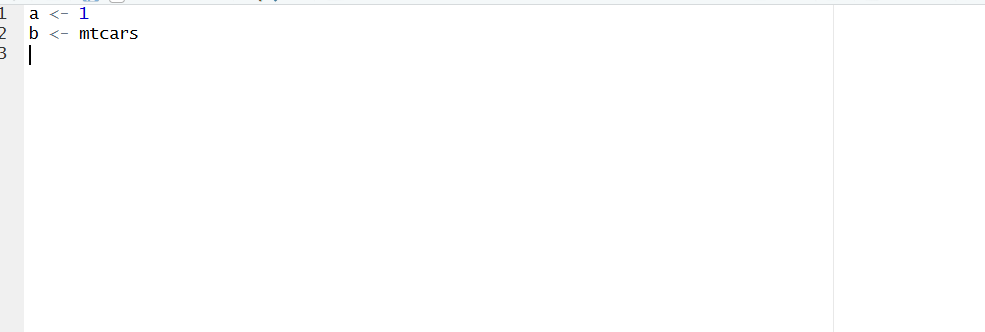 1 a <- 1
2 b <- mtcars
3